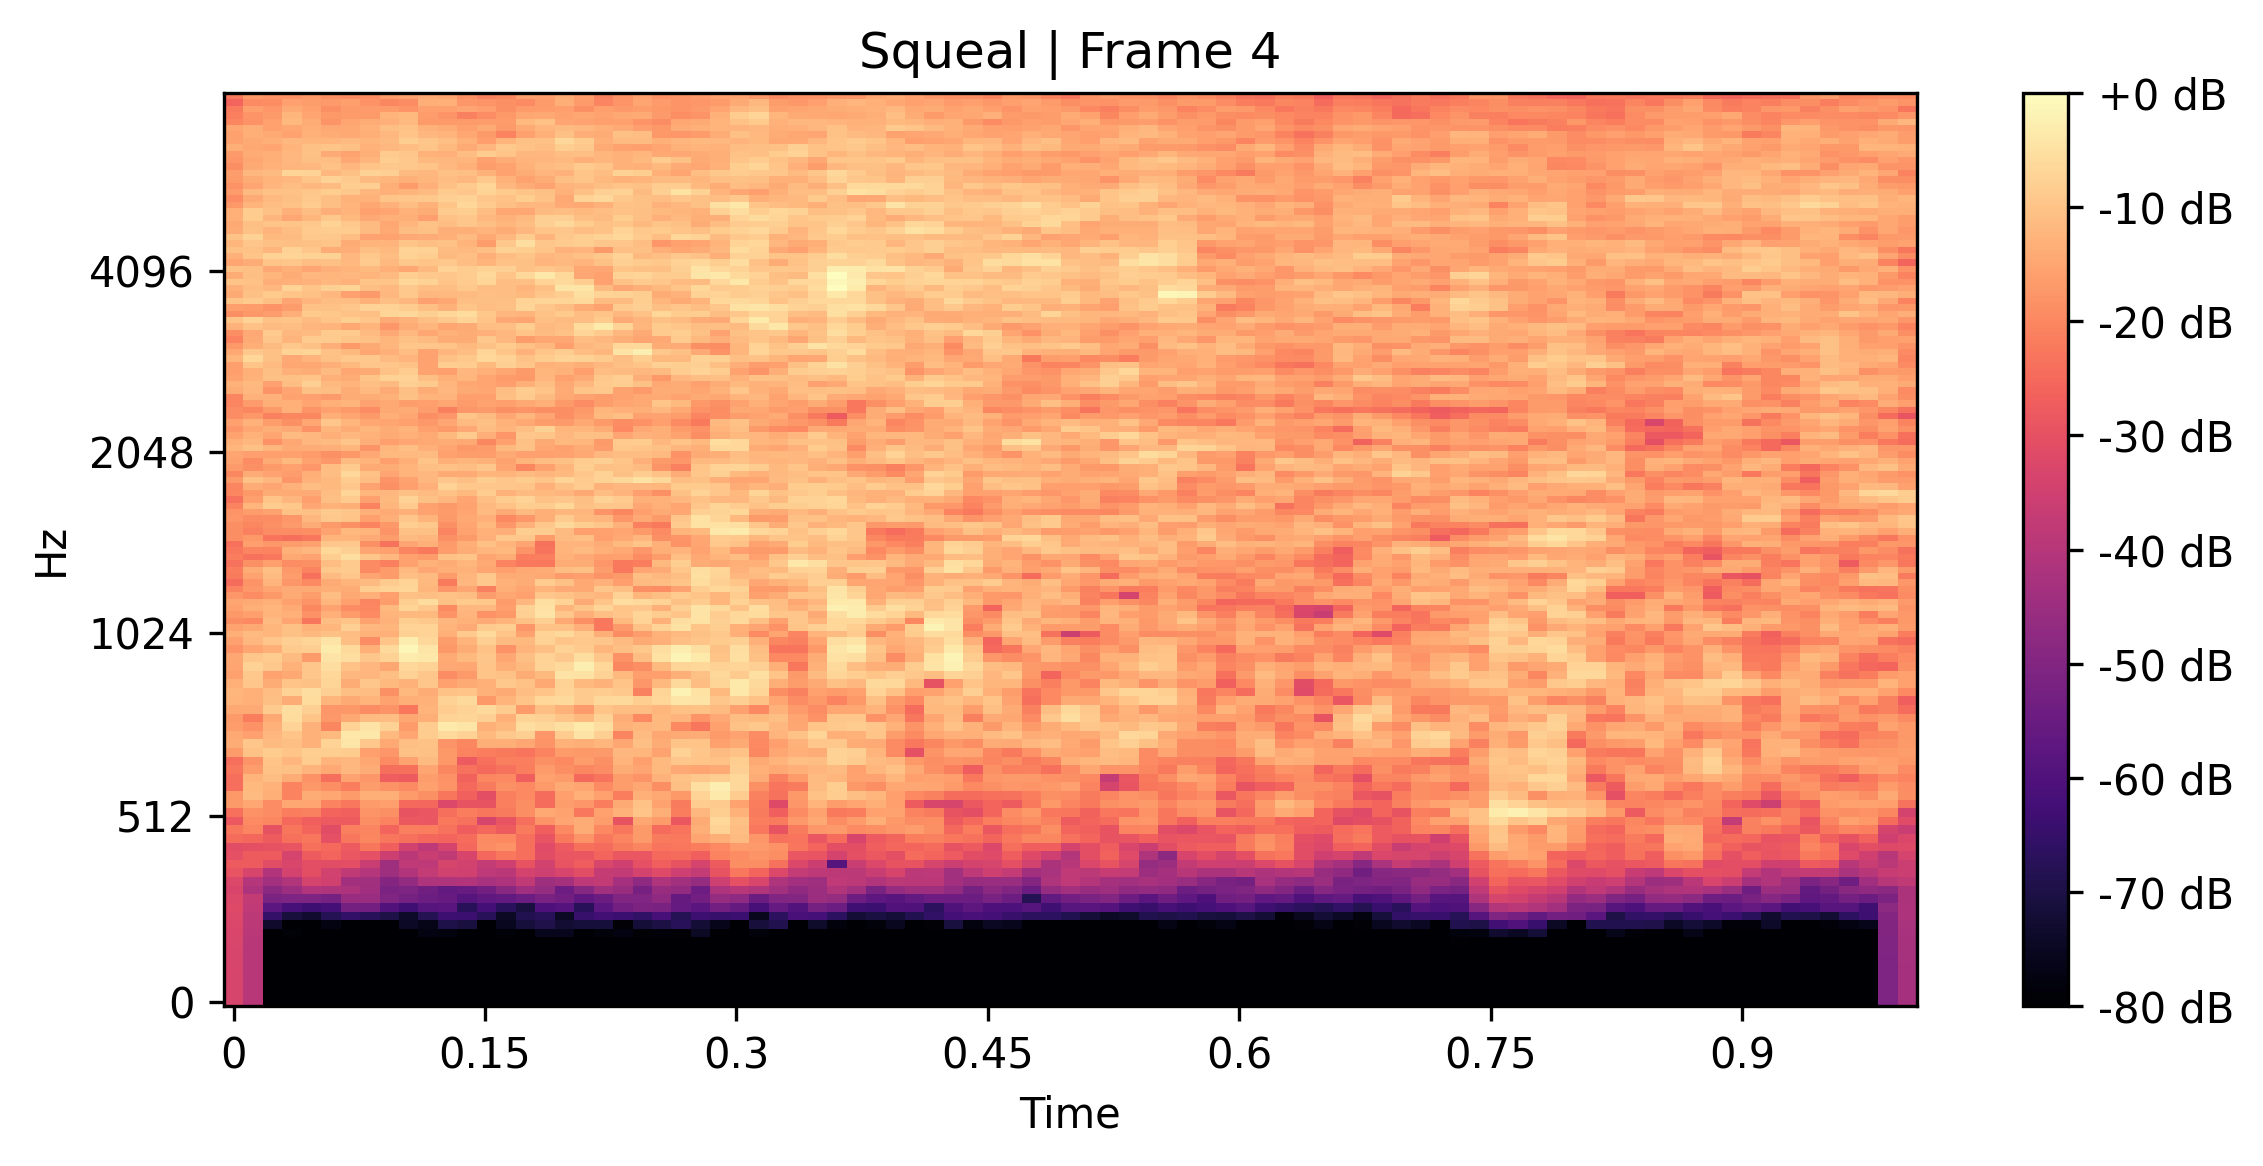 Squeal | Frame 4
Hz
4096
2048
1024
512
0
0 0.15 0.3 0.45 0.6 0.75 0.9
Time
+0 dB
-10 dB
-20 dB
-30 dB
-40 dB
-50 dB
-60 dB
-70 dB
-80 dB